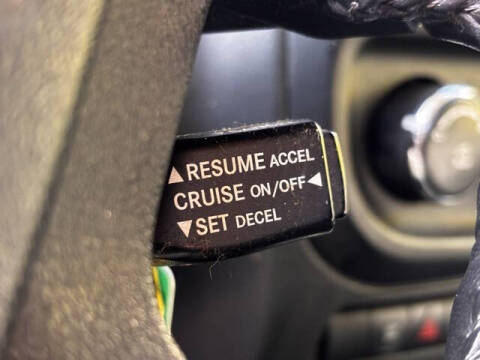 ▲ RESUME ACCEL
CRUISE ON/OFF ◀
▼ SET DECEL